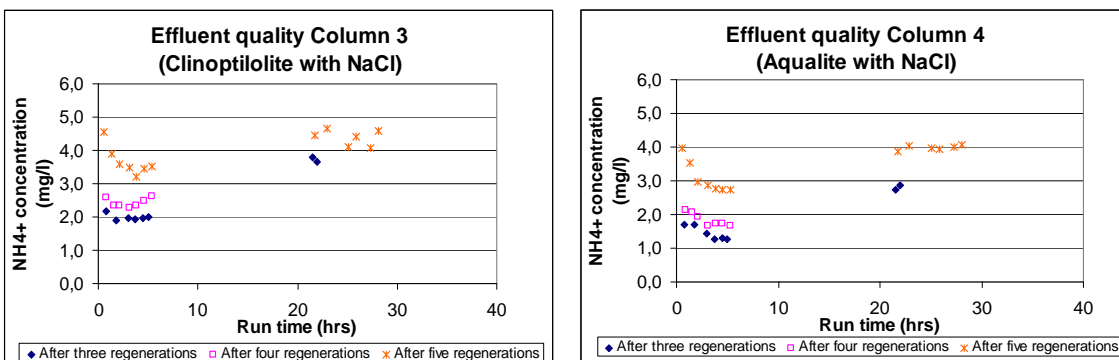 Effluent quality Column 3
(Clinoptilolite with NaCl)
NH4+ concentration
(mg/l)
6,0
5,0
4,0
3,0
2,0
1,0
0,0
0 10 20 30 40
Run time (hrs)
After three regenerations After four regenerations After five regenerations
Effluent quality Column 4
(Aqualite with NaCl)
NH4+ concentration
(mg/l)
6,0
5,0
4,0
3,0
2,0
1,0
0,0
0 10 20 30 40
Run time (hrs)
After three regenerations After four regenerations After five regenerations